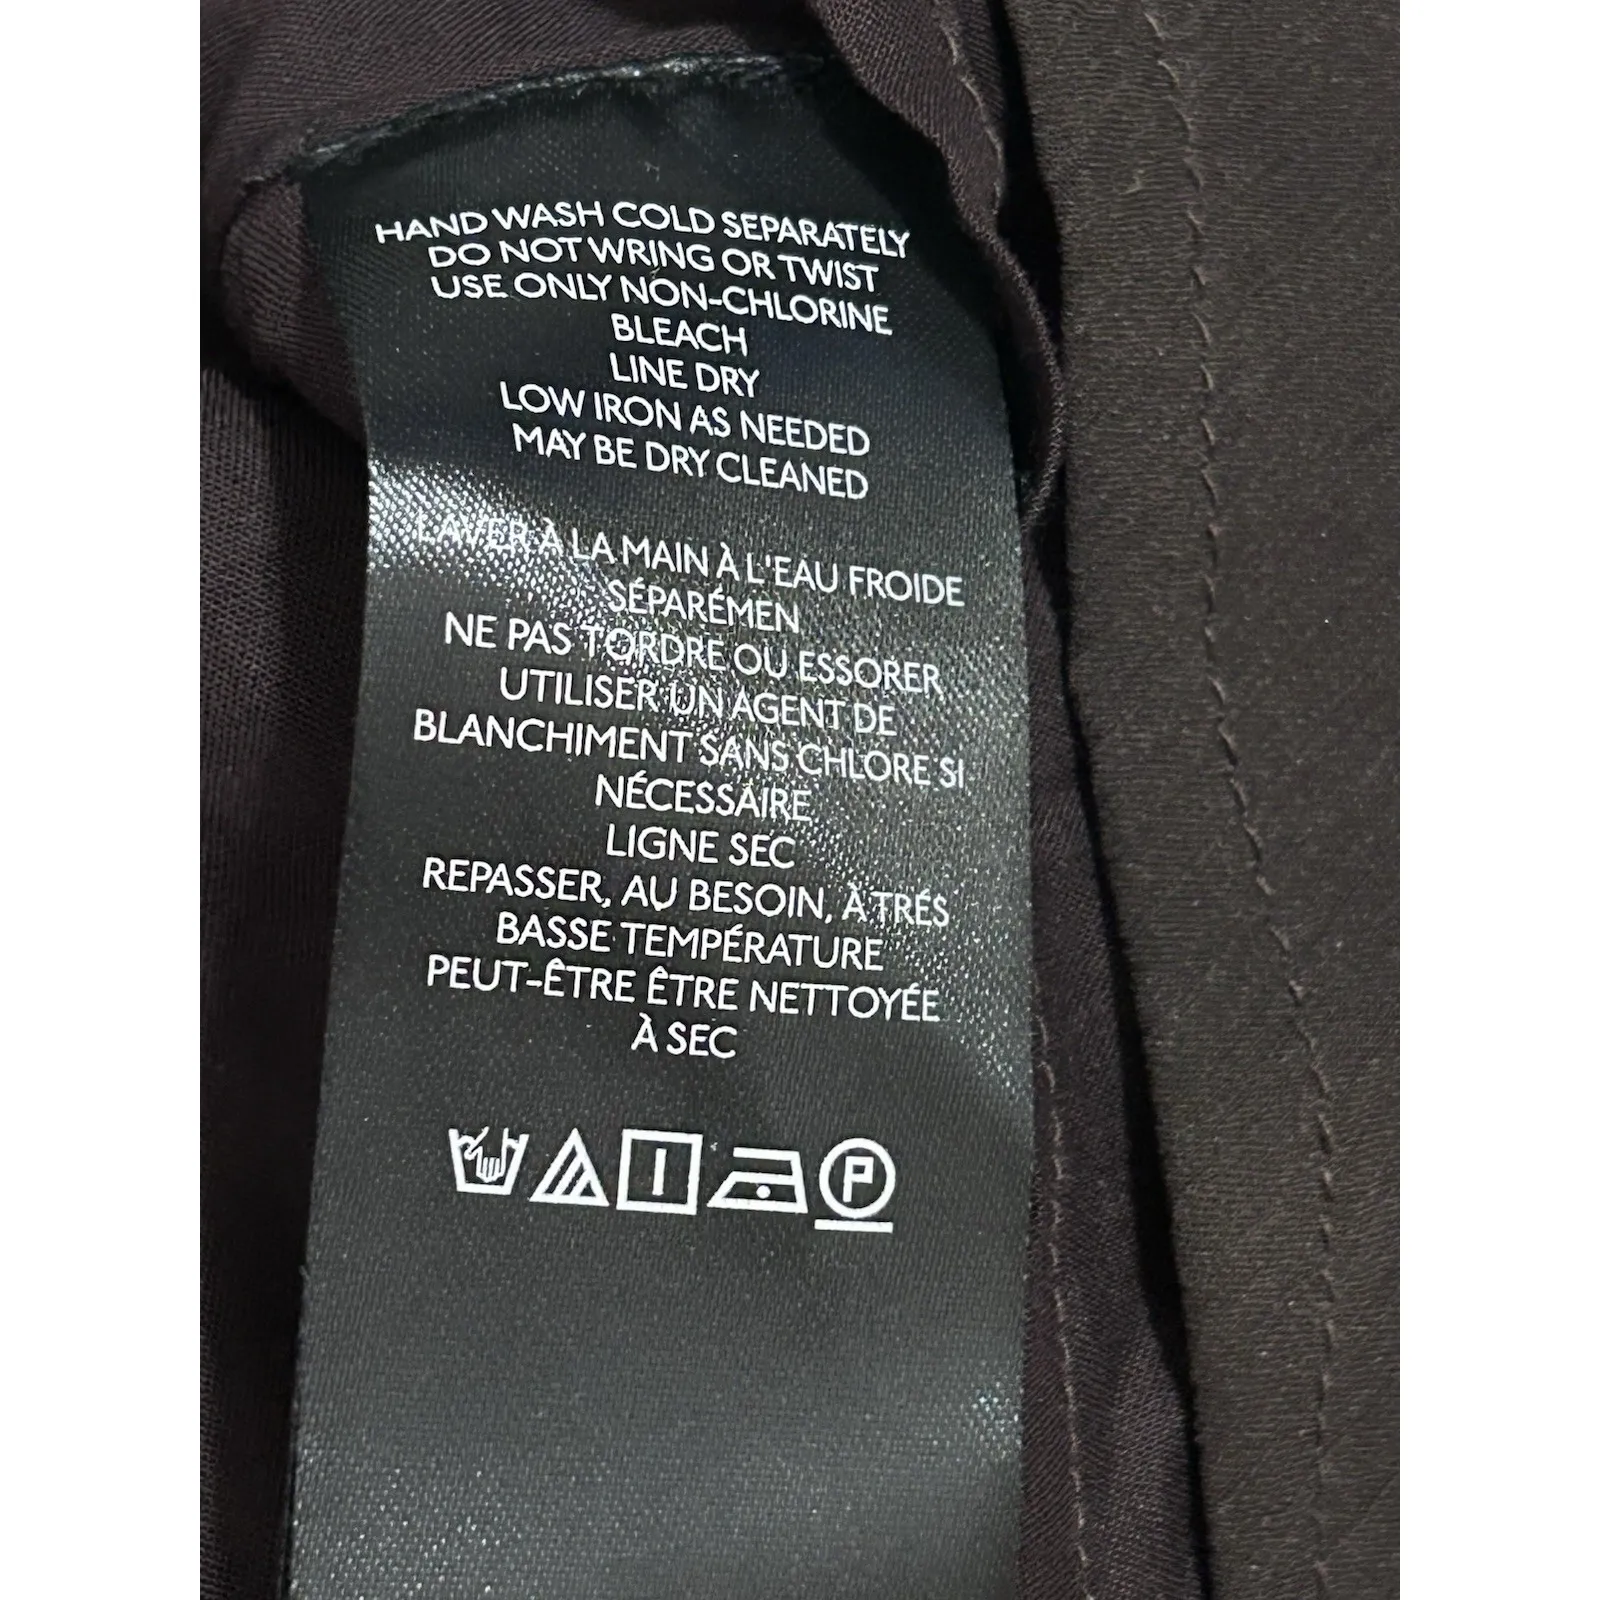 HAND WASH COLD SEPARATELY
DO NOT WRING OR TWIST
USE ONLY NON-CHLORINE
BLEACH
LINE DRY
LOW IRON AS NEEDED
MAY BE DRY CLEANED
LAVER À LA MAIN À L'EAU FROIDE
SÉPARÉMEN
NE PAS TORDRE OU ESSORER
UTILISER UN AGENT DE
BLANCHIMENT SANS CHLORE SI
NÉCESSAIRE
LIGNE SEC
REPASSER, AU BESOIN, À TRÉS
BASSE TEMPÉRATURE
PEUT-ÊTRE ÊTRE NETTOYÉE
À SEC
P